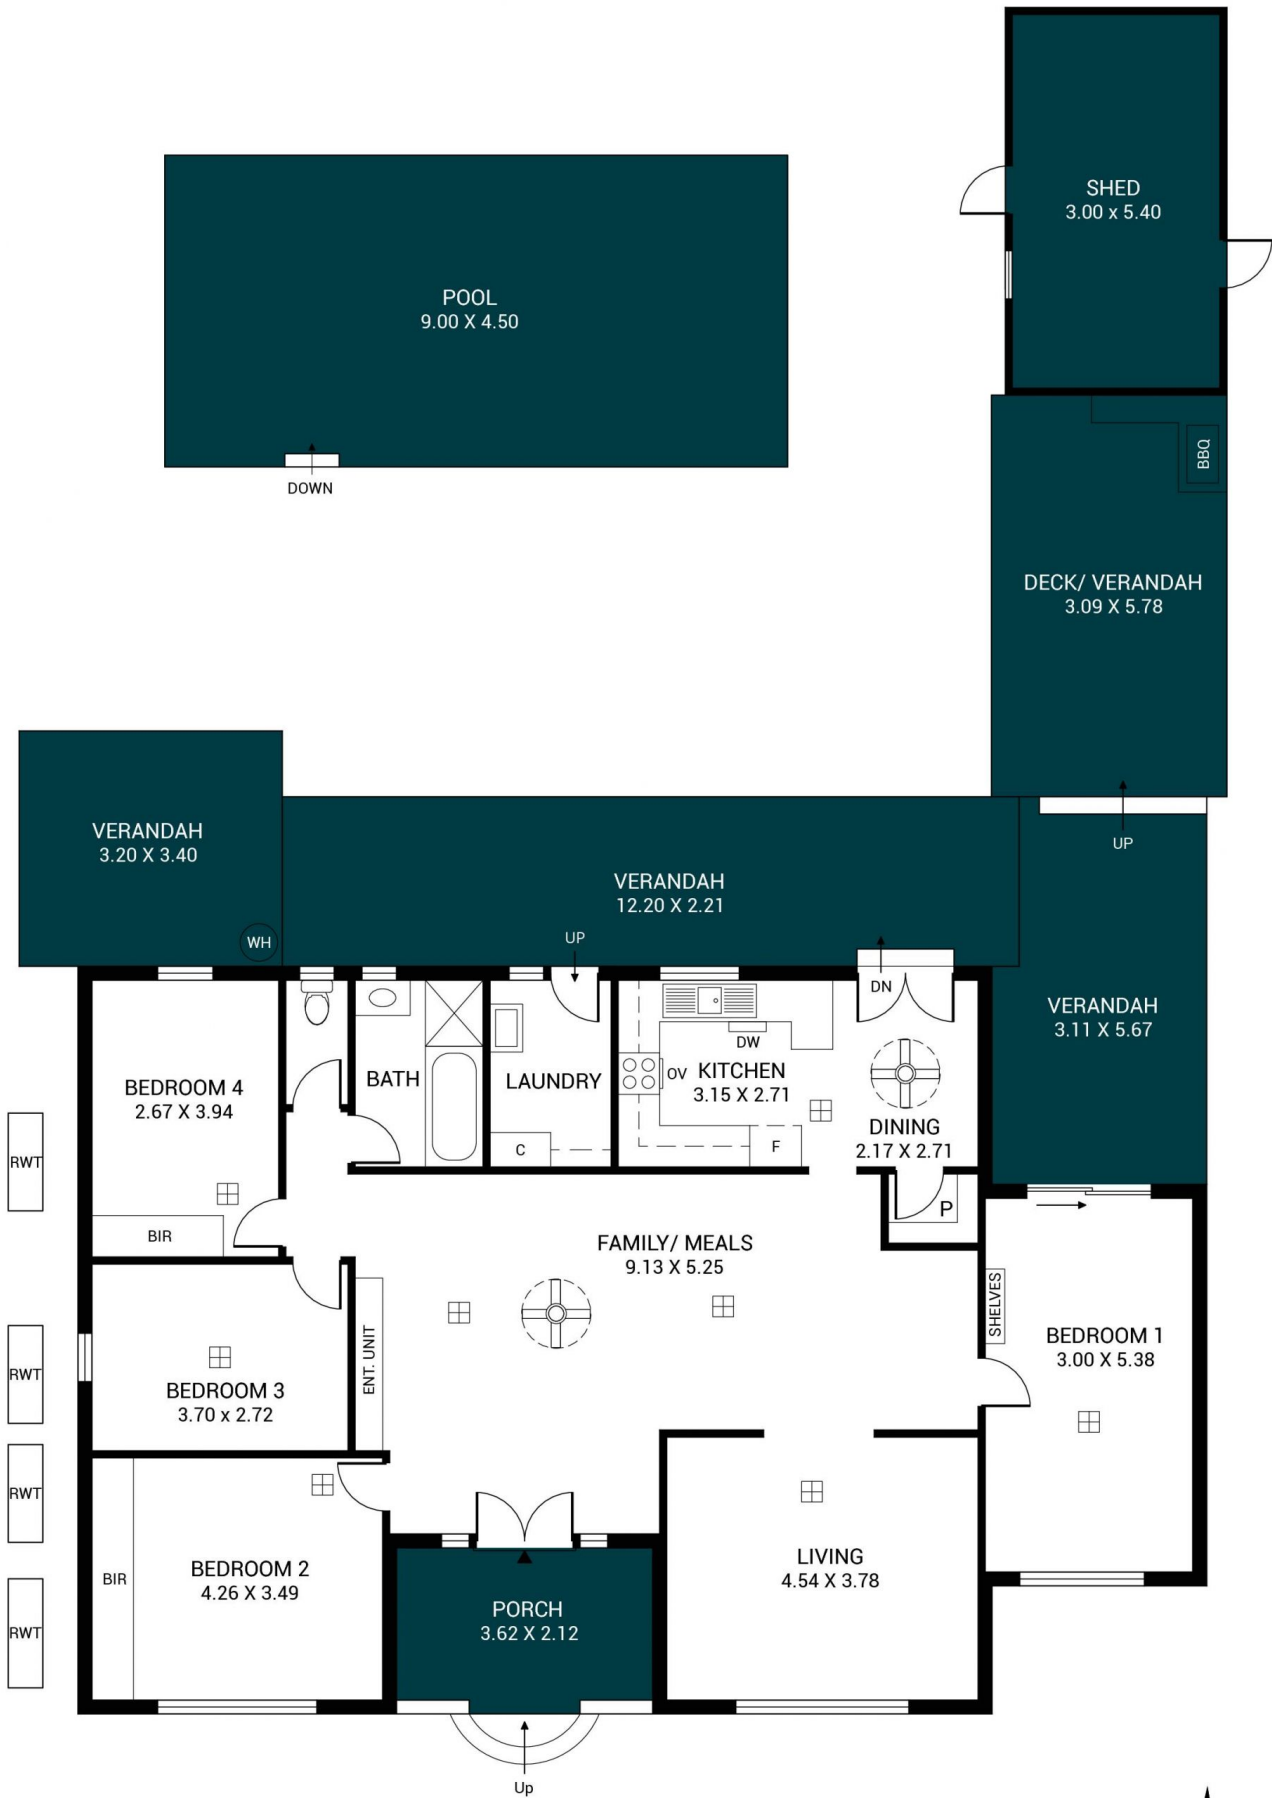 SHED
3.00 x 5.40
POOL
9.00 X 4.50
DOWN
BBQ
DECK/ VERANDAH
3.09 X 5.78
VERANDAH
3.20 X 3.40
WH
VERANDAH
12.20 X 2.21
UP
UP
DN
VERANDAH
3.11 X 5.67
BEDROOM 4
2.67 X 3.94
BIR
BATH
LAUNDRY
C
DW
OV
KITCHEN
3.15 X 2.71
F
DINING
2.17 X 2.71
P
RWT
FAMILY/ MEALS
9.13 X 5.25
SHELVES
BEDROOM 1
3.00 X 5.38
ENT. UNIT
RWT
BEDROOM 3
3.70 x 2.72
RWT
BIR
BEDROOM 2
4.26 X 3.49
LIVING
4.54 X 3.78
PORCH
3.62 X 2.12
RWT
Up